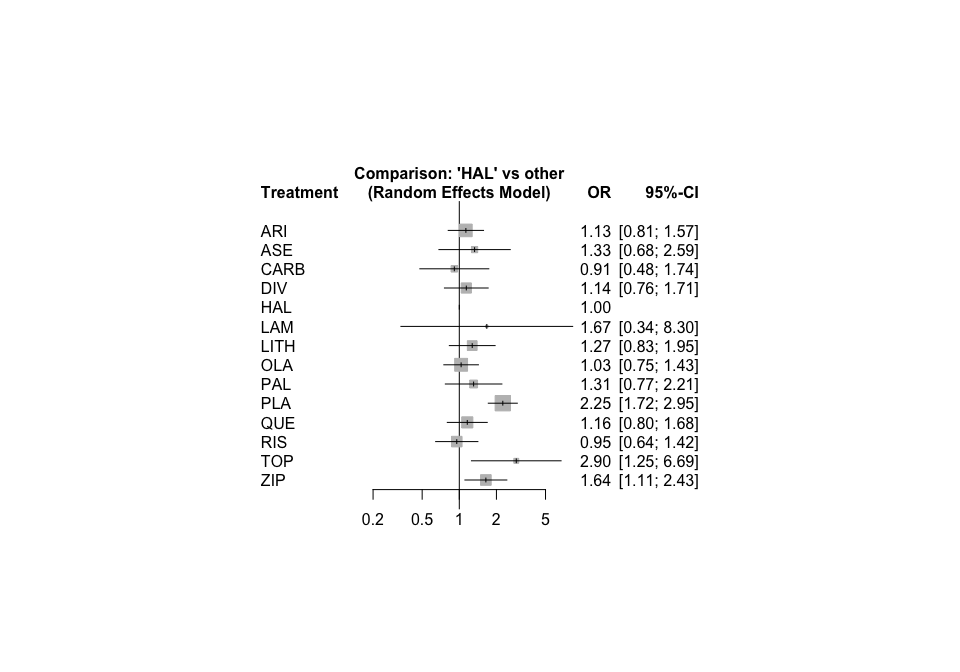 Comparison: 'HAL' vs other
Treatment (Random Effects Model) OR 95%-CI
ARI 1.13 [0.81; 1.57]
ASE 1.33 [0.68; 2.59]
CARB 0.91 [0.48; 1.74]
DIV 1.14 [0.76; 1.71]
HAL 1.00
LAM 1.67 [0.34; 8.30]
LITH 1.27 [0.83; 1.95]
OLA 1.03 [0.75; 1.43]
PAL 1.31 [0.77; 2.21]
PLA 2.25 [1.72; 2.95]
QUE 1.16 [0.80; 1.68]
RIS 0.95 [0.64; 1.42]
TOP 2.90 [1.25; 6.69]
ZIP 1.64 [1.11; 2.43]
0.2 0.5 1 2 5